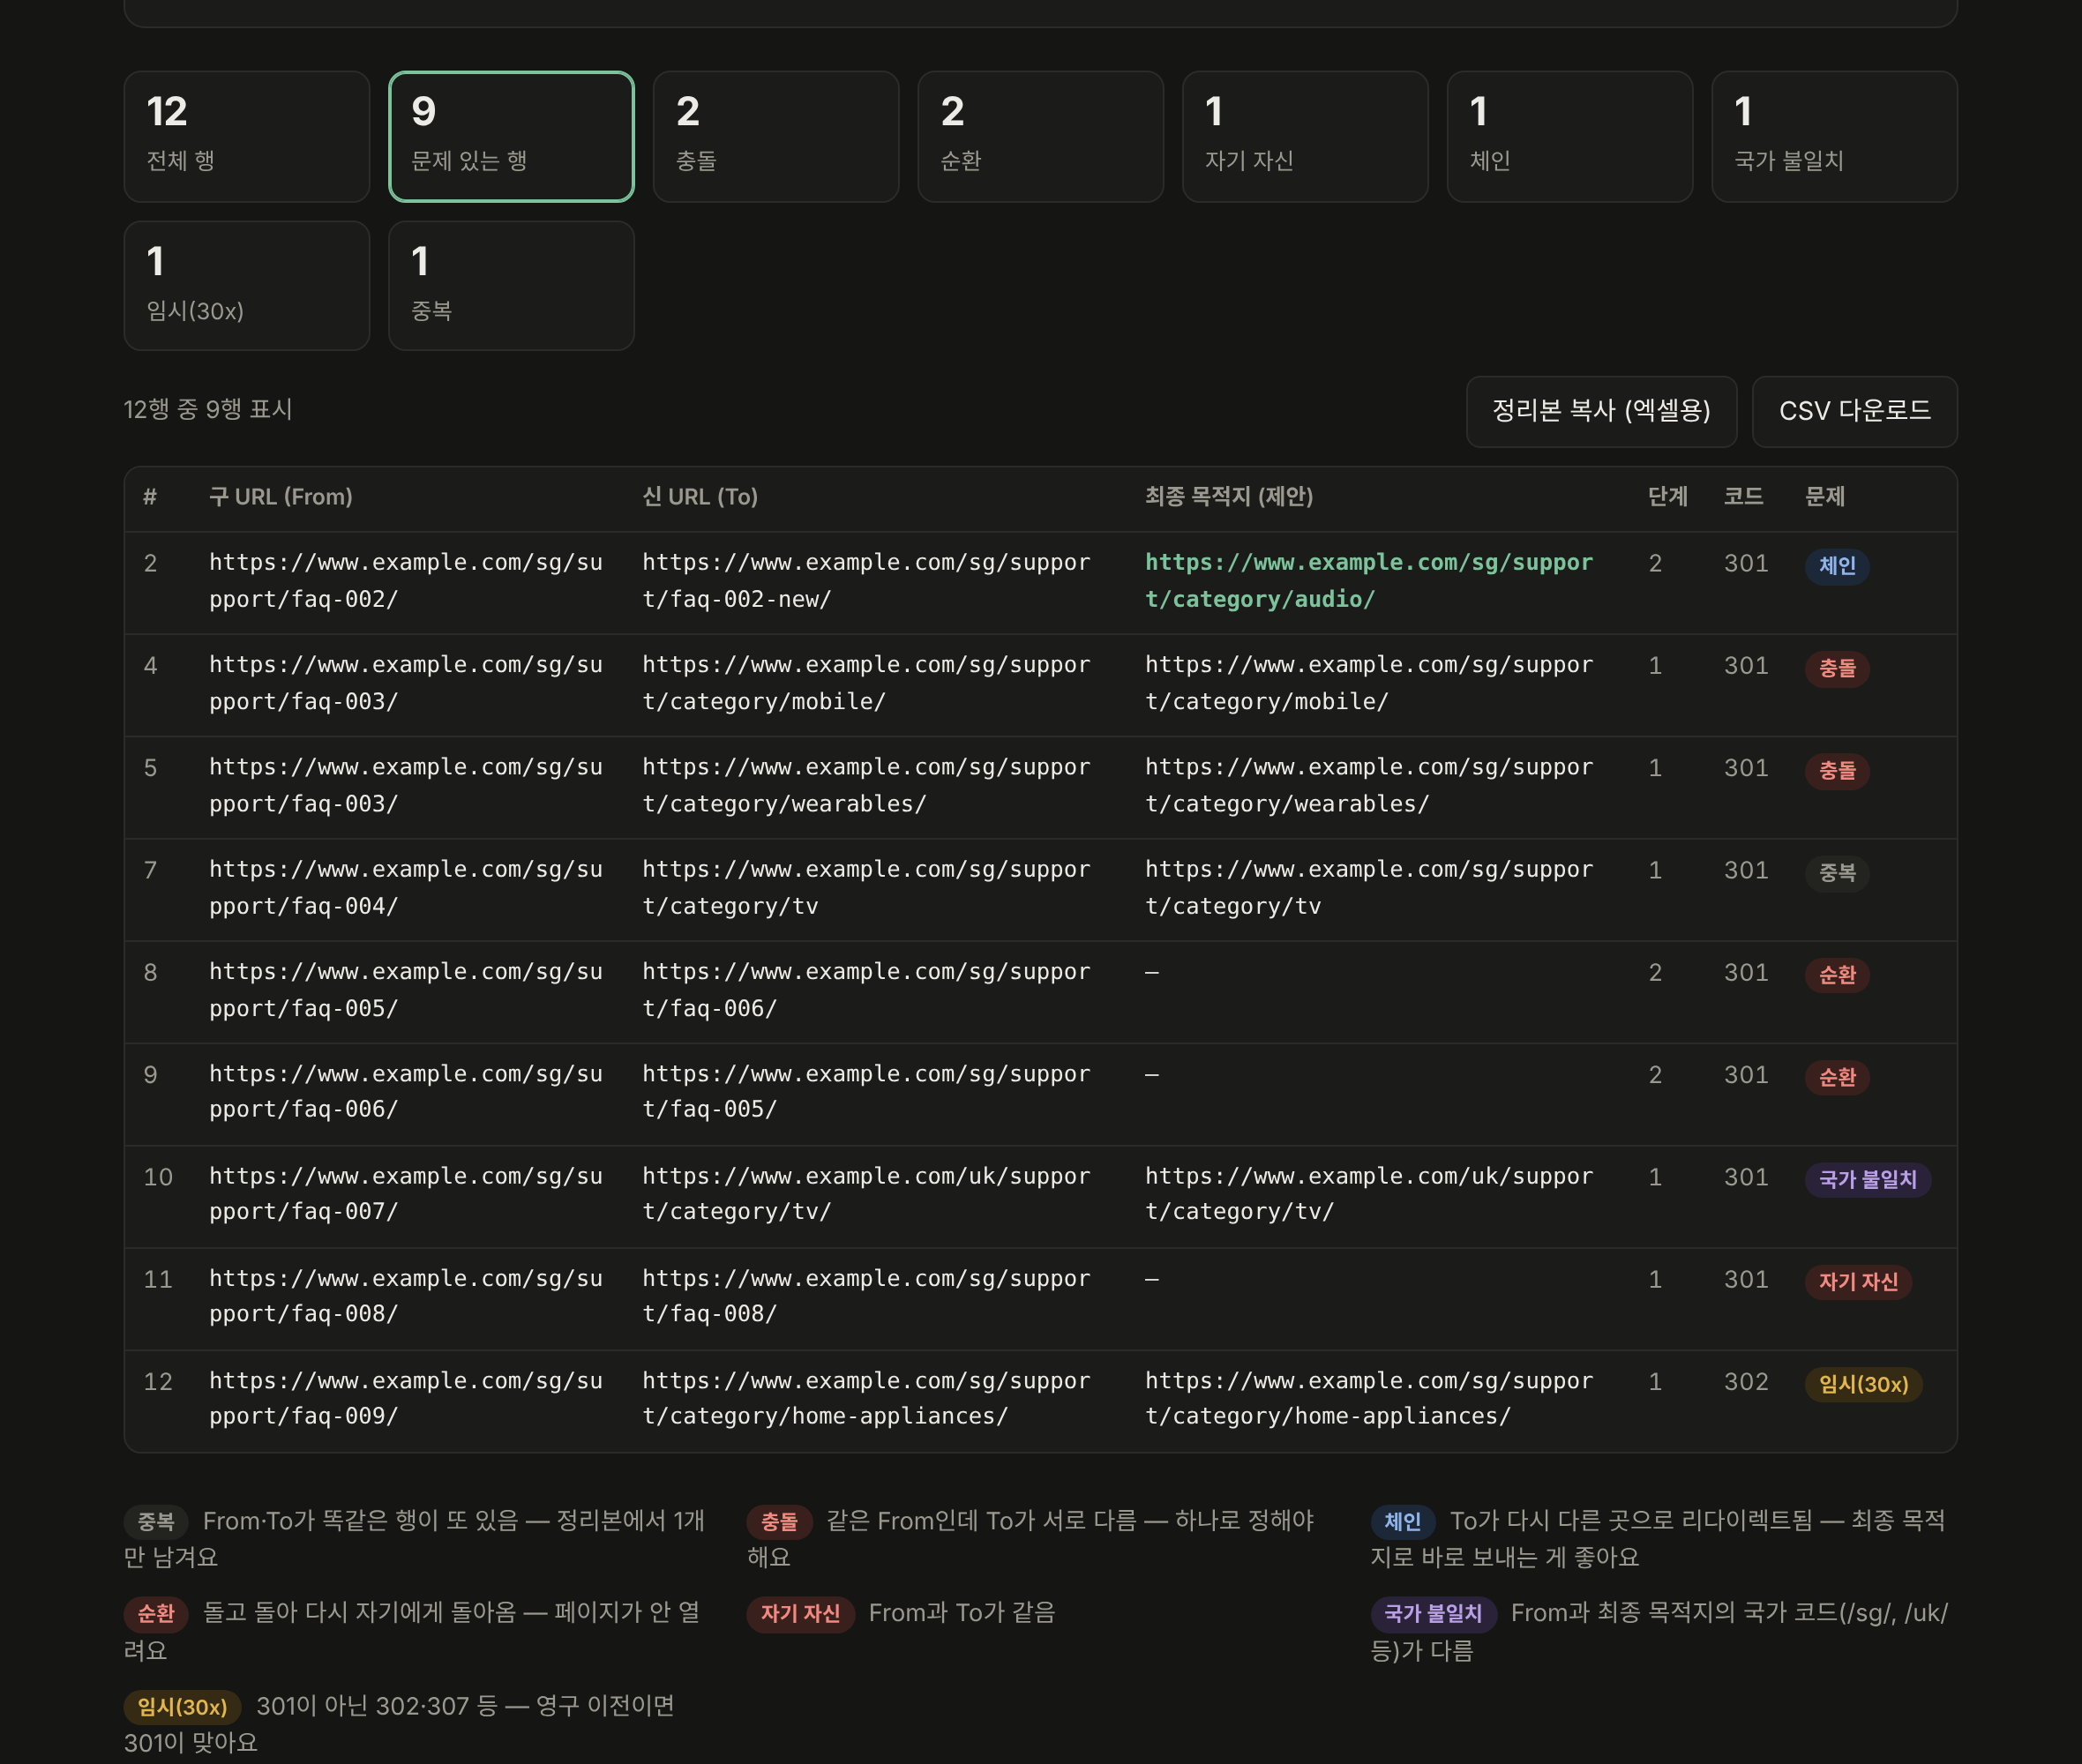 12
전체 행
9
문제 있는 행
2
충돌
2
순환
1
자기 자신
1
체인
1
국가 불일치
1
임시(30x)
1
중복
12행 중 9행 표시
정리본 복사 (엑셀용)
CSV 다운로드
# 구 URL (From) 신 URL (To) 최종 목적지 (제안) 단계 코드 문제
2 https://www.example.com/sg/su https://www.example.com/sg/suppor https://www.example.com/sg/suppor 2 301 체인
pport/faq-002/ t/faq-002-new/ t/category/audio/
4 https://www.example.com/sg/su https://www.example.com/sg/suppor https://www.example.com/sg/suppor 1 301 충돌
pport/faq-003/ t/category/mobile/ t/category/mobile/
5 https://www.example.com/sg/su https://www.example.com/sg/suppor https://www.example.com/sg/suppor 1 301 충돌
pport/faq-003/ t/category/wearables/ t/category/wearables/
7 https://www.example.com/sg/su https://www.example.com/sg/suppor https://www.example.com/sg/suppor 1 301 중복
pport/faq-004/ t/category/tv t/category/tv
8 https://www.example.com/sg/su https://www.example.com/sg/suppor — 2 301 순환
pport/faq-005/ t/faq-006/
9 https://www.example.com/sg/su https://www.example.com/sg/suppor — 2 301 순환
pport/faq-006/ t/faq-005/
10 https://www.example.com/sg/su https://www.example.com/uk/suppor https://www.example.com/uk/suppor 1 301 국가 불일치
pport/faq-007/ t/category/tv/ t/category/tv/
11 https://www.example.com/sg/su https://www.example.com/sg/suppor — 1 301 자기 자신
pport/faq-008/ t/faq-008/
12 https://www.example.com/sg/su https://www.example.com/sg/suppor https://www.example.com/sg/suppor 1 302 임시(30x)
pport/faq-009/ t/category/home-appliances/ t/category/home-appliances/
중복 From·To가 똑같은 행이 또 있음 — 정리본에서 1개
만 남겨요
충돌 같은 From인데 To가 서로 다름 — 하나로 정해야
해요
체인 To가 다시 다른 곳으로 리다이렉트됨 — 최종 목적
지로 바로 보내는 게 좋아요
순환 돌고 돌아 다시 자기에게 돌아옴 — 페이지가 안 열
려요
자기 자신 From과 To가 같음
국가 불일치 From과 최종 목적지의 국가 코드(/sg/, /uk/
등)가 다름
임시(30x) 301이 아닌 302·307 등 — 영구 이전이면
301이 맞아요